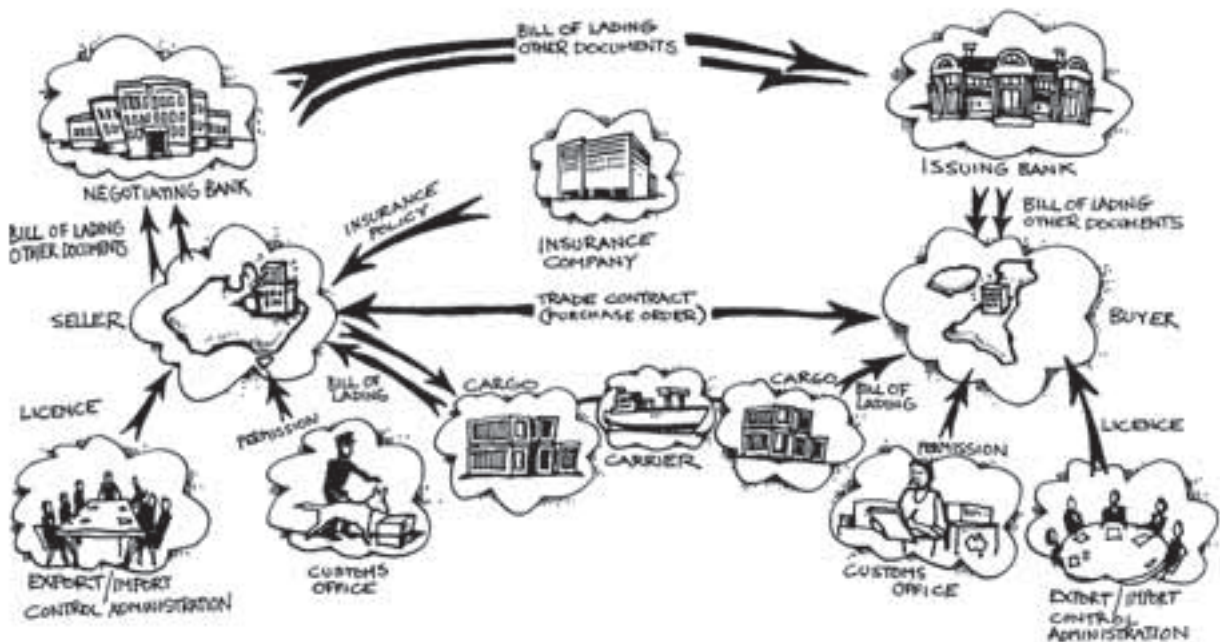 BILL OF LADING
OTHER DOCUMENTS
NEGOTIATING BANK
ISSUING BANK
BILL OF LADING
OTHER DOCUMENTS
INSURANCE
POLICY
INSURANCE
COMPANY
BILL OF LADING
OTHER DOCUMENTS
SELLER
TRADE CONTRACT
(PURCHASE ORDER)
BUYER
LICENCE
PERMISSION
BILL OF
LADING
CARGO
CARRIER
CARGO
BILL OF
LADING
PERMISSION
LICENCE
EXPORT/IMPORT
CONTROL/ADMINISTRATION
CUSTOMS
OFFICE
CUSTOMS
OFFICE
EXPORT/IMPORT
CONTROL
ADMINISTRATION